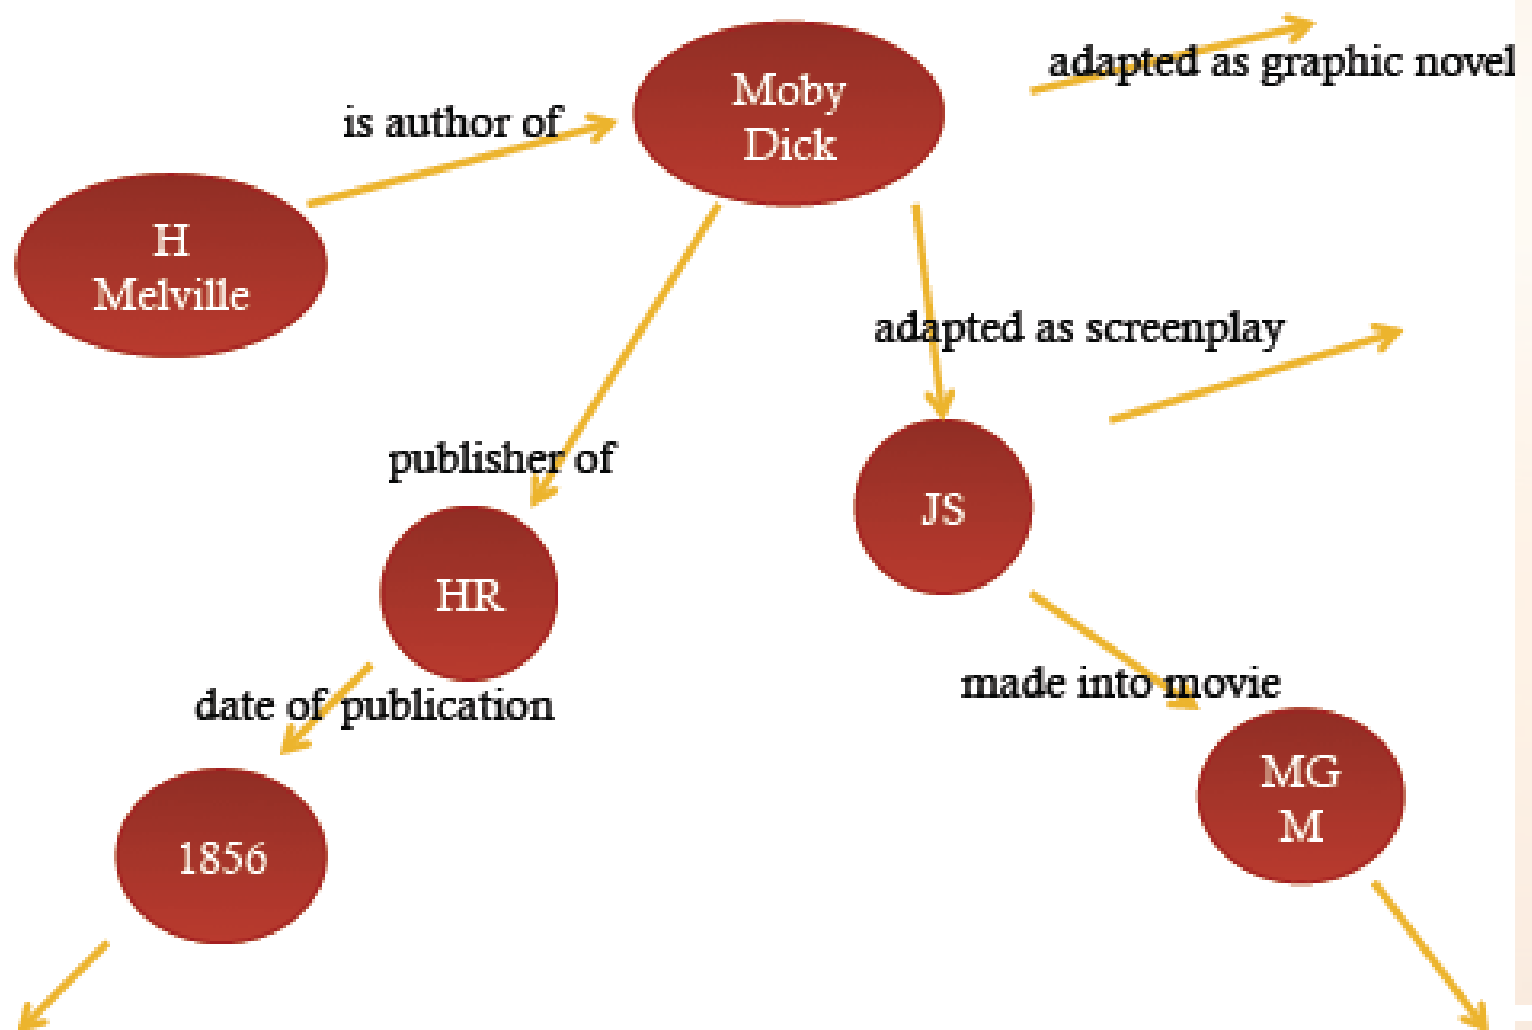 adapted as graphic novel
Moby
Dick
is author of
H
Melville
adapted as screenplay
publisher of
JS
HR
made into movie
date of publication
MG
M
1856